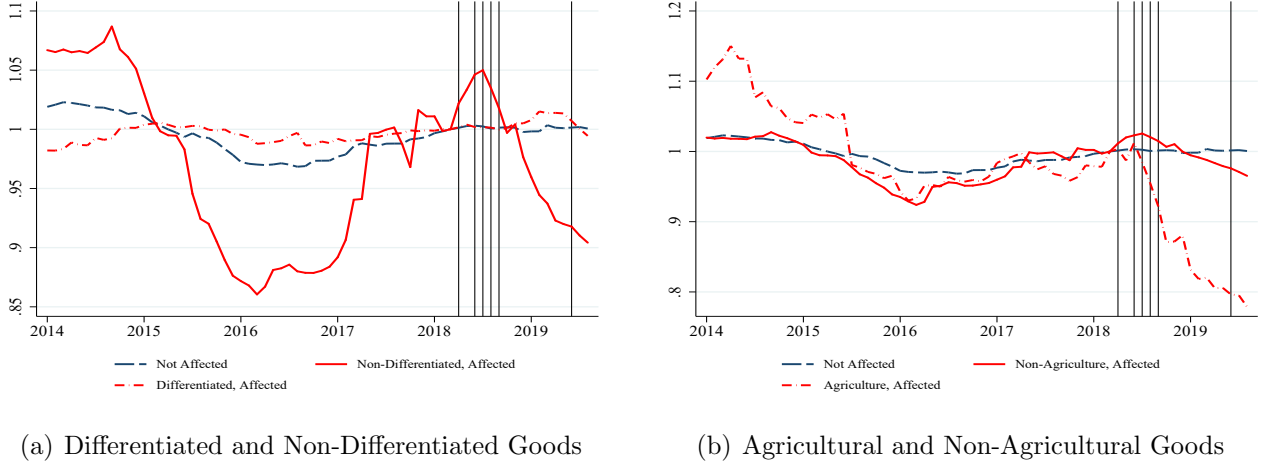 1.1
1.05
1
.95
.9
.85
2014 2015 2016 2017 2018 2019
Not Affected
Non-Differentiated, Affected
Differentiated, Affected
(a) Differentiated and Non-Differentiated Goods
1.2
1.1
1
.9
.8
2014 2015 2016 2017 2018 2019
Not Affected
Non-Agriculture, Affected
Agriculture, Affected
(b) Agricultural and Non-Agricultural Goods